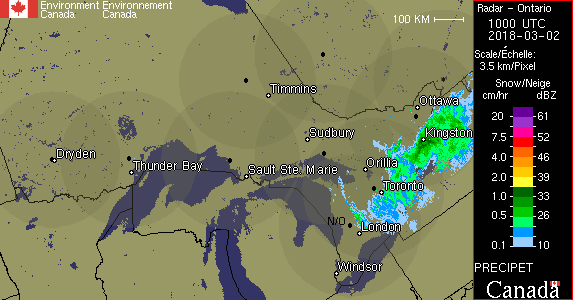 Environment Environnement
Canada Canada
100 KM
Radar - Ontario
1000 UTC
2018-03-02
Scale/Échelle:
3.5 km/Pixel
Snow/Neige
cm/hr dBZ
20 61
7.5 52
4.0 46
2.0 39
1.0 33
0.5 26
0.1 10
PRECIPET
Canada
Timmins
Ottawa
Sudbury
Kingston
Dryden
Thunder Bay
Sault Ste. Marie
Orillia
Toronto
N/O
London
Windsor